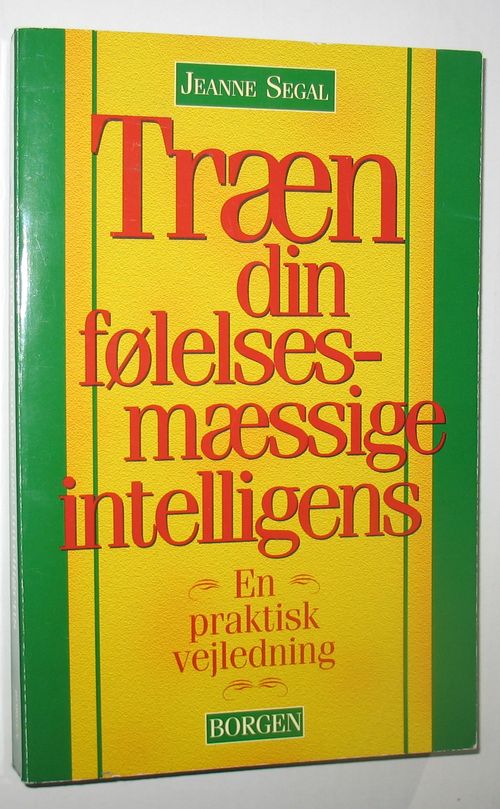 JEANNE SEGAL
Træn
din
følelses-
mæssige
intelligens
En
praktisk
vejledning
BORGEN